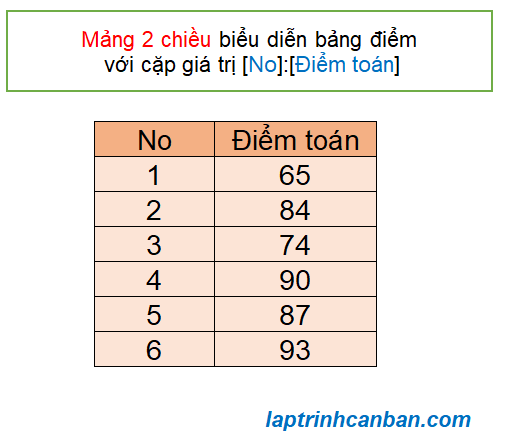 Mảng 2 chiều biểu diễn bảng điểm
với cặp giá trị [No]:[Điểm toán]
No Điểm toán
1 65
2 84
3 74
4 90
5 87
6 93
laptrinhcanban.com